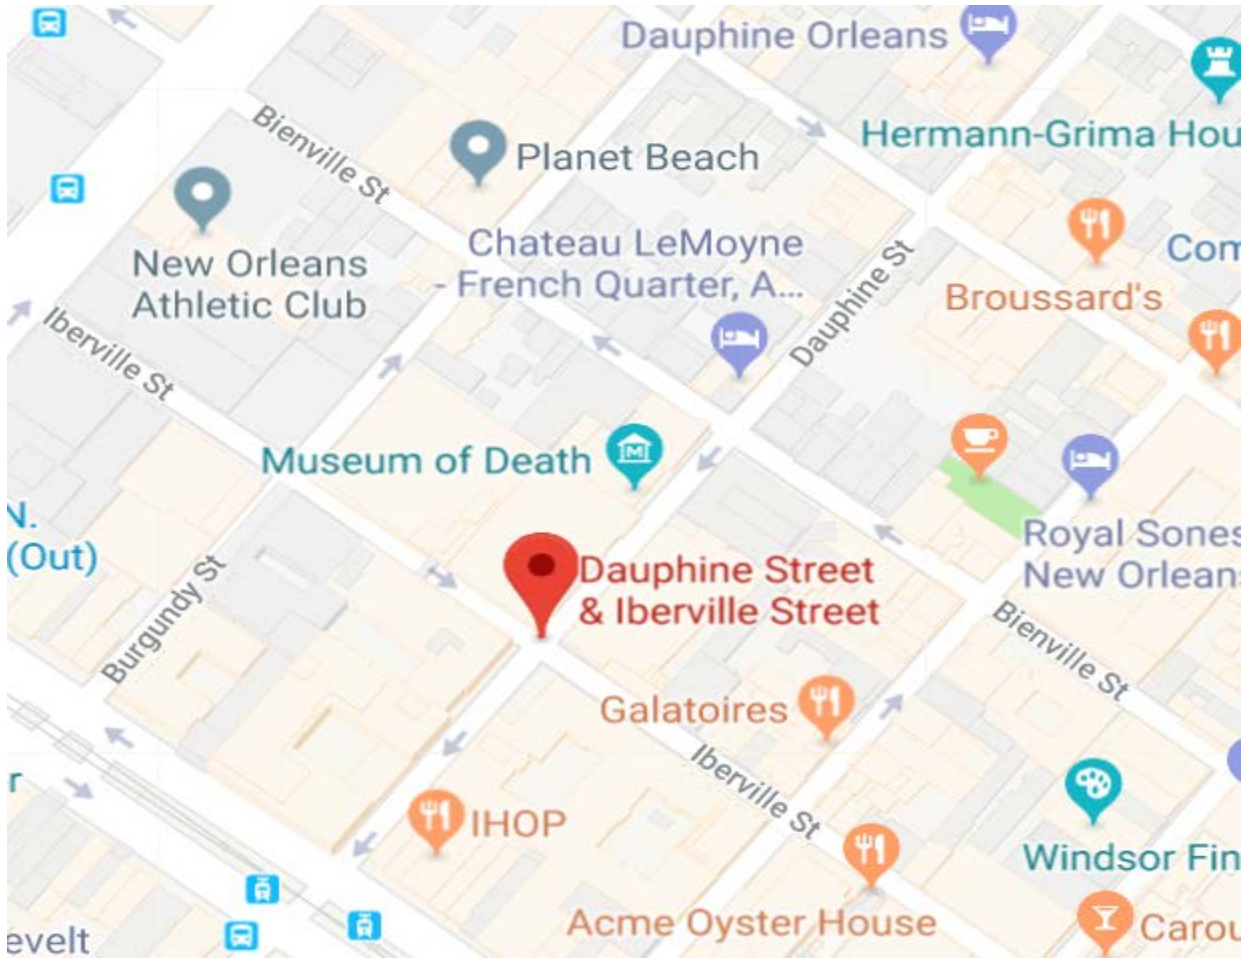 Dauphine Orleans
Hermann-Grima Hou
Bienville St
Planet Beach
New Orleans
Athletic Club
Chateau LeMoyne
- French Quarter, A...
Dauphine St
Com
Broussard's
Iberville St
Museum of Death
N.
(Out)
Burgundy St
Dauphine Street
& Iberville Street
Royal Sones
New Orlean
Bienville St
Galatoires
Iberville St
r
IHOP
Windsor Fin
Acme Oyster House
Carou
evelt